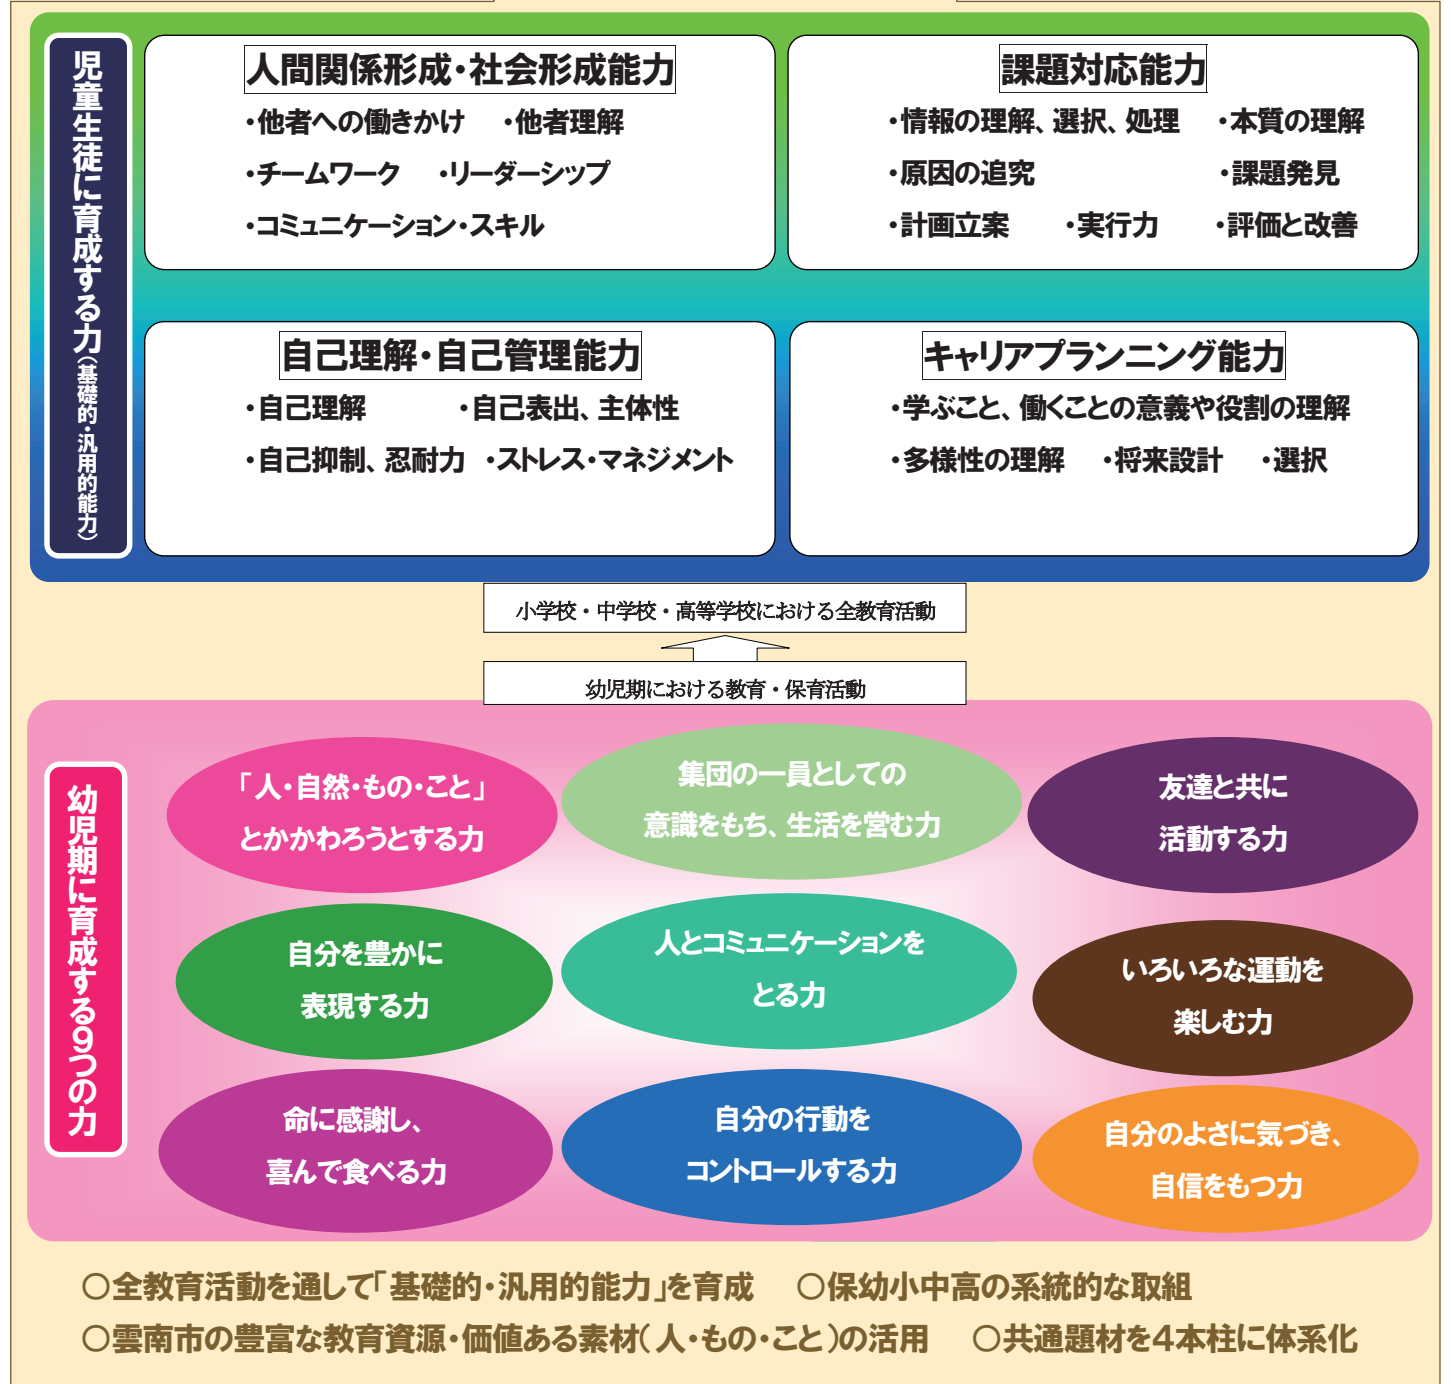 児童生徒に育成する力（基礎的・汎用的能力）
人間関係形成・社会形成能力
・他者への働きかけ ・他者理解
・チームワーク ・リーダーシップ
・コミュニケーション・スキル
課題対応能力
・情報の理解、選択、処理 ・本質の理解
・原因の追究 ・課題発見
・計画立案 ・実行力 ・評価と改善
自己理解・自己管理能力
・自己理解 ・自己表出、主体性
・自己抑制、忍耐力 ・ストレス・マネジメント
キャリアプランニング能力
・学ぶこと、働くことの意義や役割の理解
・多様性の理解 ・将来設計 ・選択
小学校・中学校・高等学校における全教育活動
幼児期における教育・保育活動
幼児期に育成する９つの力
「人・自然・もの・こと」
とかかわろうとする力
集団の一員としての
意識をもち、生活を営む力
友達と共に
活動する力
自分を豊かに
表現する力
人とコミュニケーションを
とる力
いろいろな運動を
楽しむ力
命に感謝し、
喜んで食べる力
自分の行動を
コントロールする力
自分のよさに気づき、
自信をもつ力
○全教育活動を通して「基礎的・汎用的能力」を育成 ○保幼小中高の系統的な取組
○雲南市の豊富な教育資源・価値ある素材（人・もの・こと）の活用 ○共通題材を４本柱に体系化